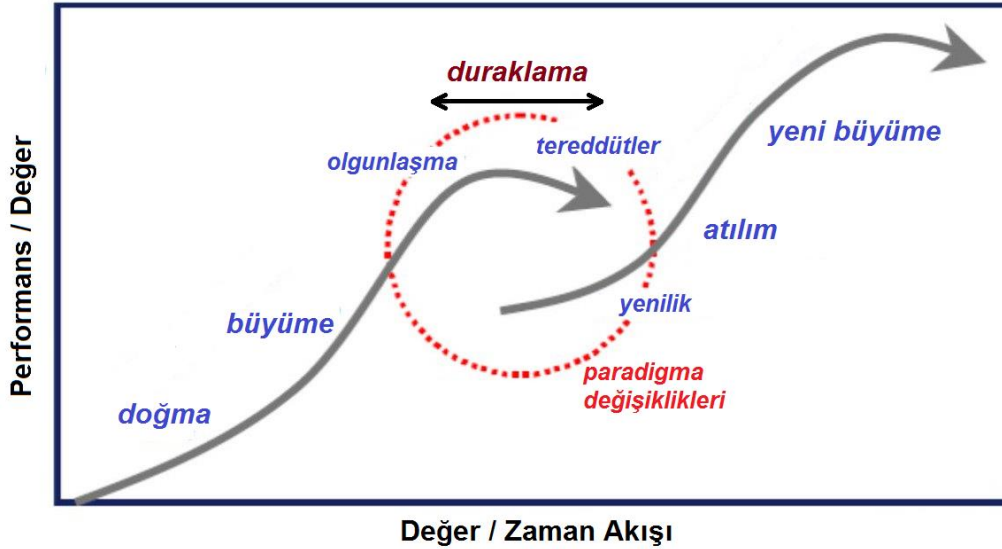 duraklama
olgunlaşma
tereddütler
yeni büyüme
atılım
büyüme
yenilik
paradigma
değişiklikleri
doğma
Performans / Değer
Değer / Zaman Akışı